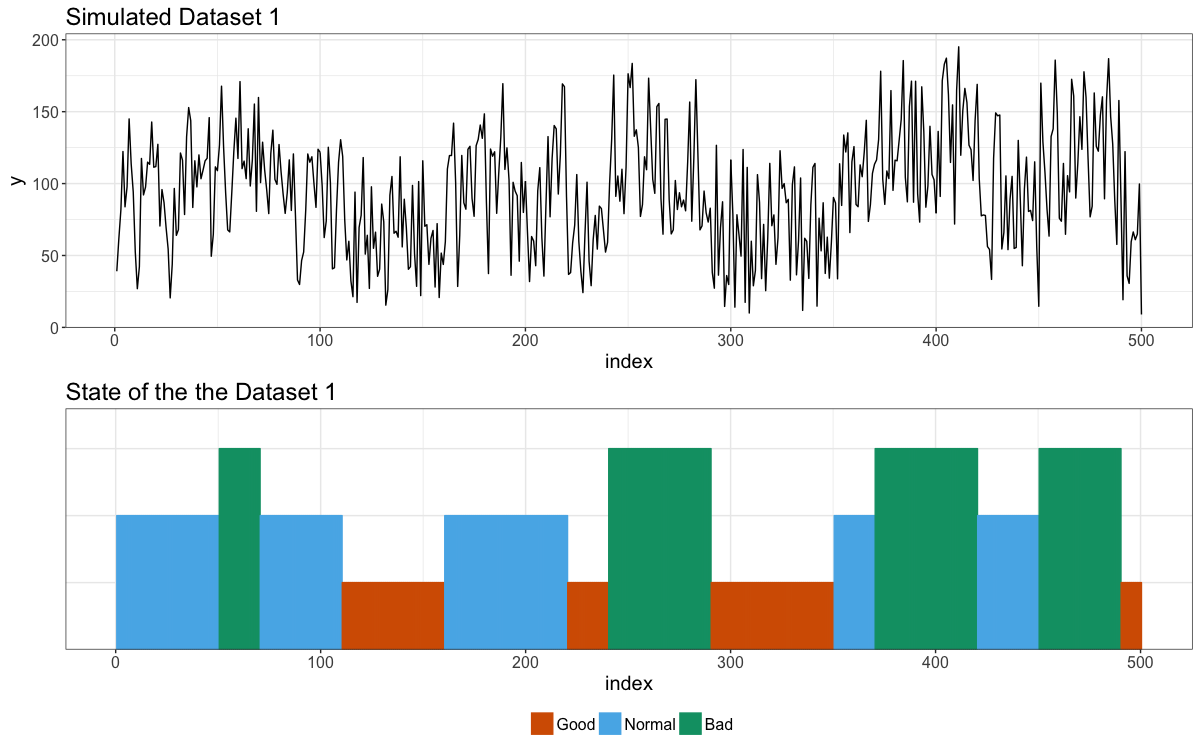 Simulated Dataset 1
200
150
100
50
0
y
0 100 200 300 400 500
index
State of the the Dataset 1
0 100 200 300 400 500
index
Good Normal Bad